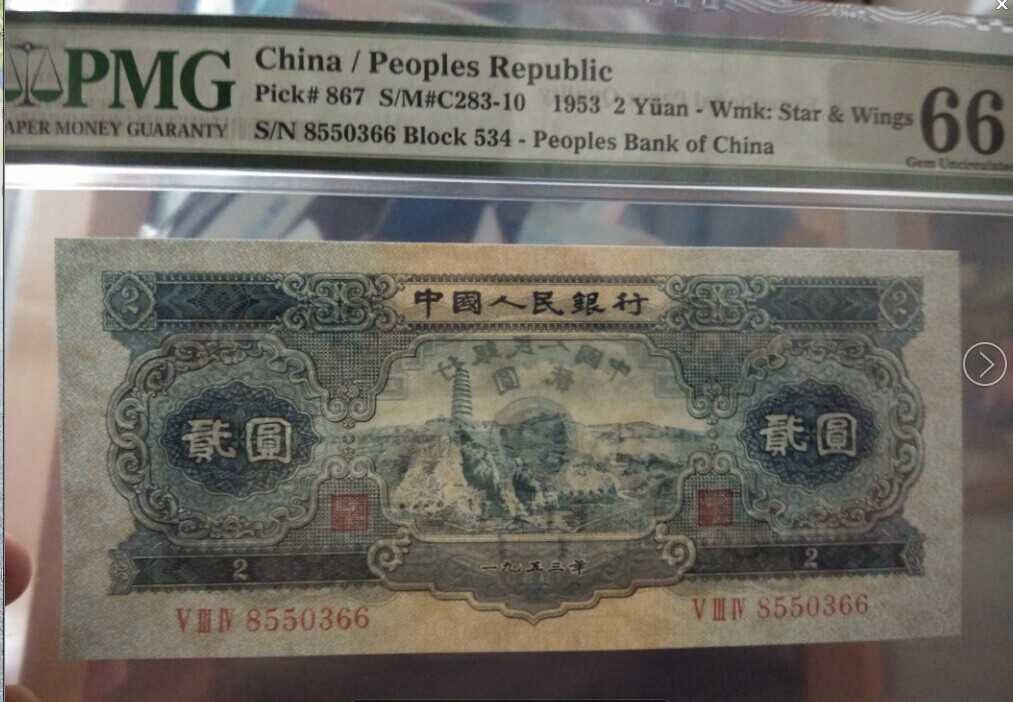 PMG
PAPER MONEY GUARANTY
China / Peoples Republic
Pick# 867 S/M#C283-10 1953 2 Yüan - Wmk: Star & Wings
S/N 8550366 Block 534 - Peoples Bank of China
66
Gem Uncirculated
中國人民銀行
2 2
貳圓 貳圓
一九五三年
2 2
VⅢⅣ 8550366 VⅢⅣ 8550366